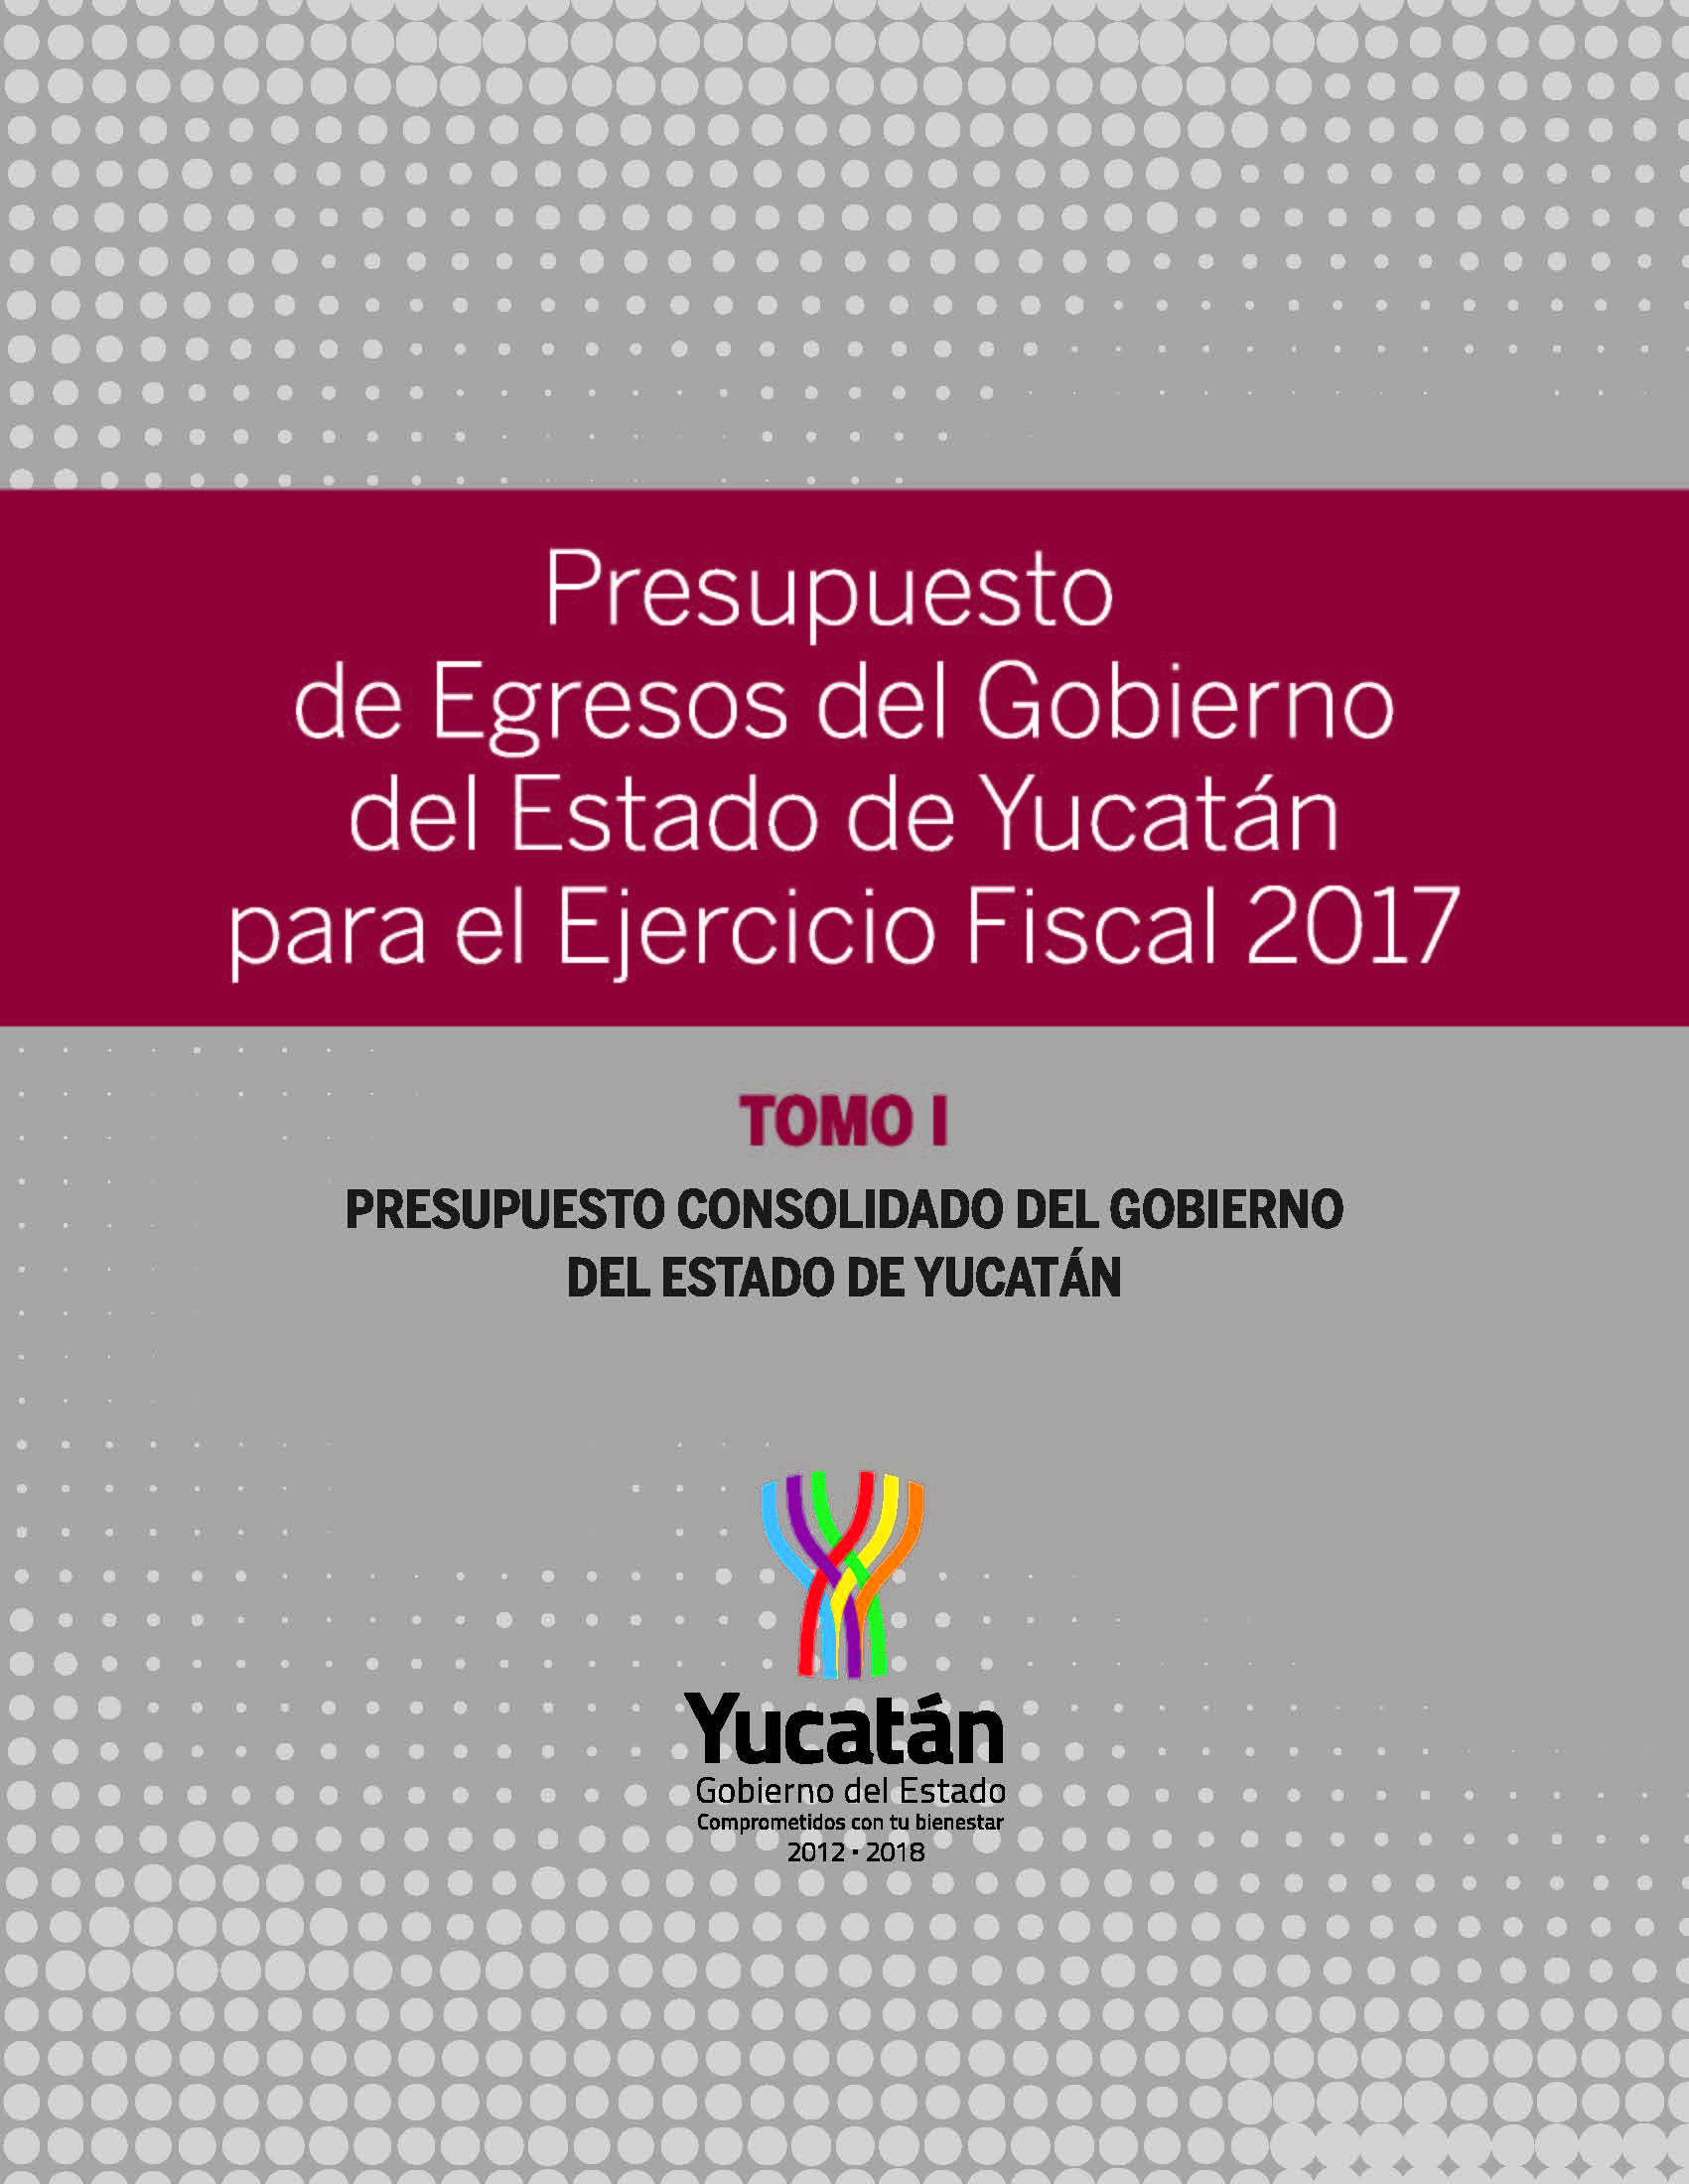 Presupuesto
de Egresos del Gobierno
del Estado de Yucatán
para el Ejercicio Fiscal 2017
TOMO I
PRESUPUESTO CONSOLIDADO DEL GOBIERNO
DEL ESTADO DE YUCATÁN
Yucatán
Gobierno del Estado
Comprometidos con tu bienestar
2012 · 2018